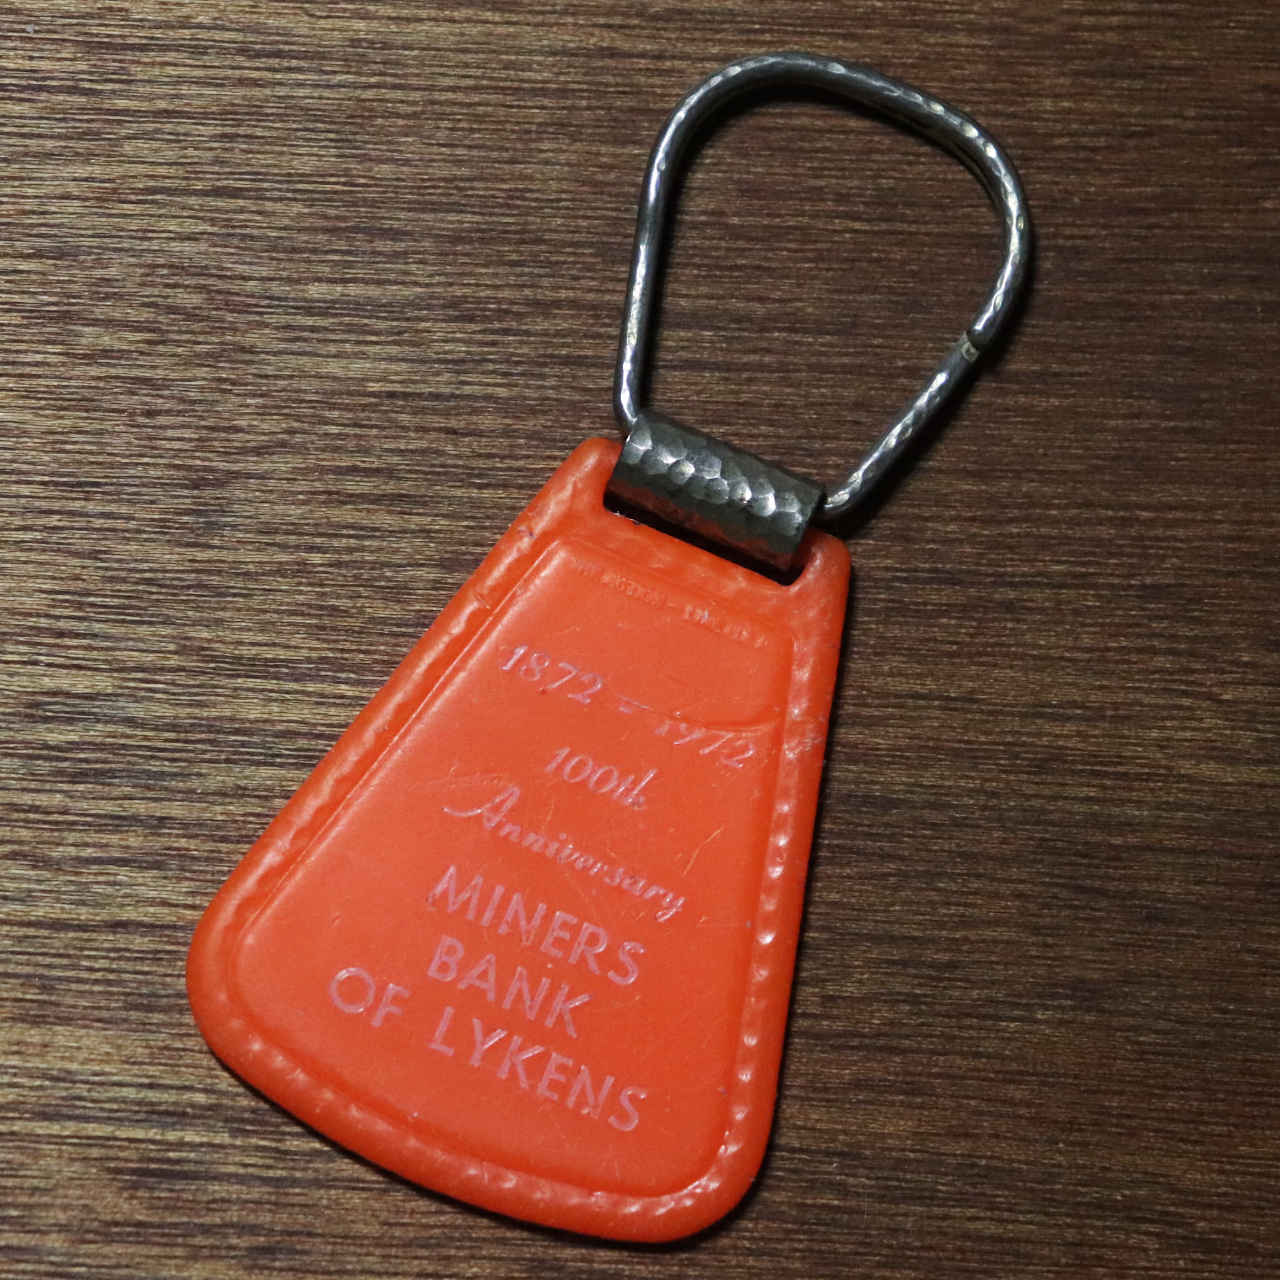 1872 - 1972
100th
Anniversary
MINERS
BANK
OF LYKENS